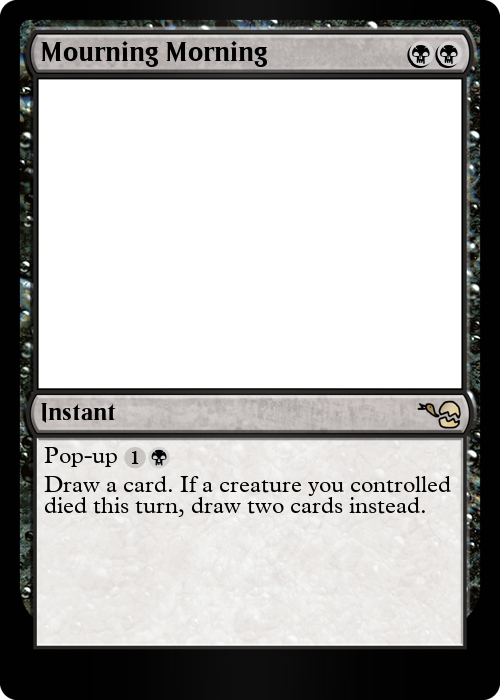 Mourning Morning
Instant
Pop-up 1
Draw a card. If a creature you controlled
died this turn, draw two cards instead.